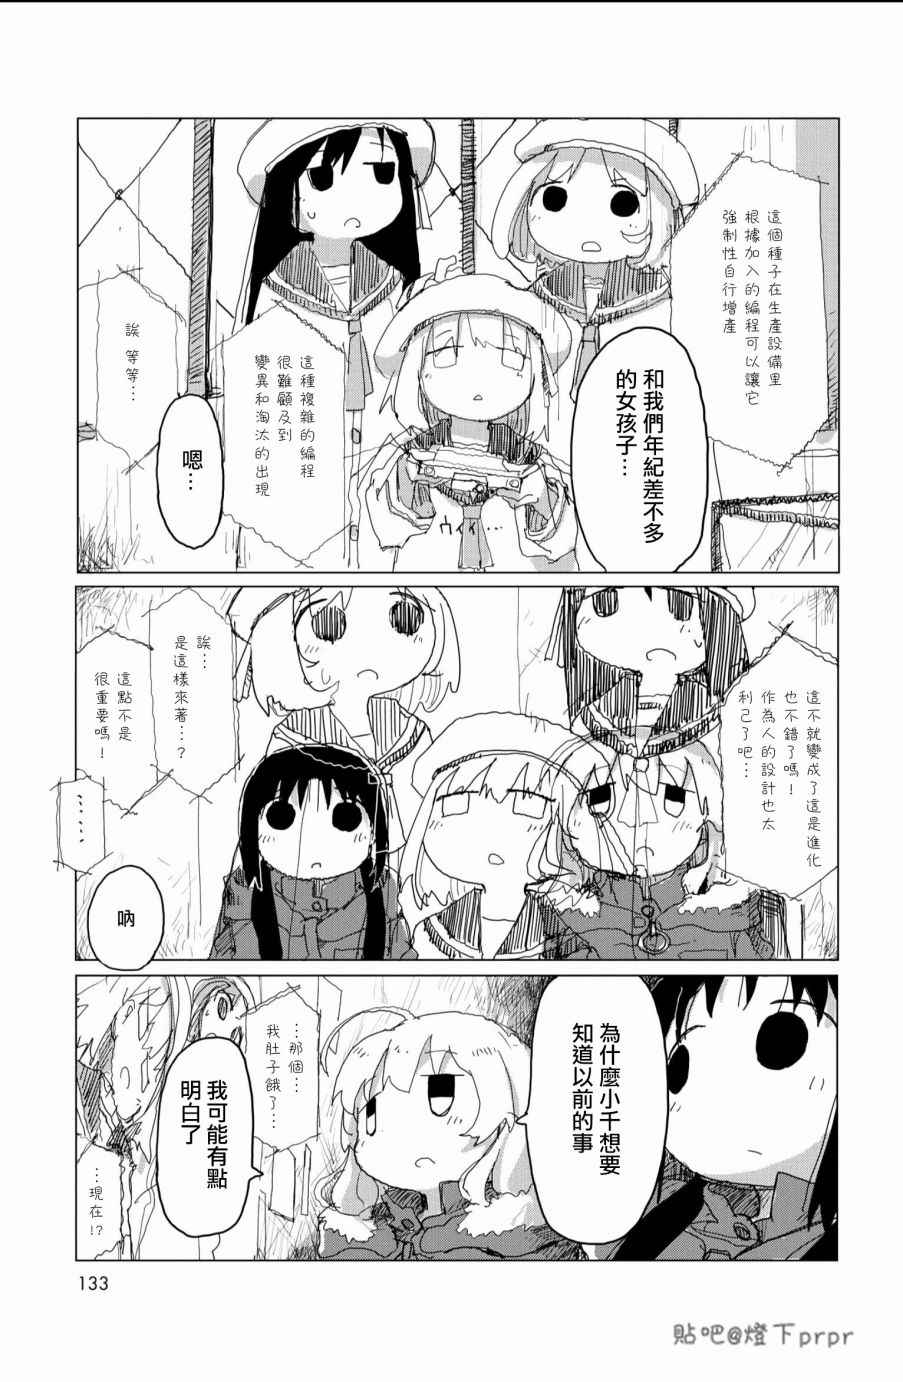 這個種子在生產設備里
根據加入的編程可以讓它
強制性自行增產
和我們年紀差不多
的女孩子…
這種複雜的編程
很難顧及到
變異和淘汰的出現
嗯…
誒 等等…
ウィィ…
這不就變成了這是進化
也不錯了嗎！
作為人的設計也太
利己了吧…
誒…
是這樣來著…？
這點不是
很重要嗎！
……
吶
為什麼小千想要
知道以前的事
…那個…
我肚子餓了…
我可能有點
明白了
…現在!?
133
貼吧@燈下prpr